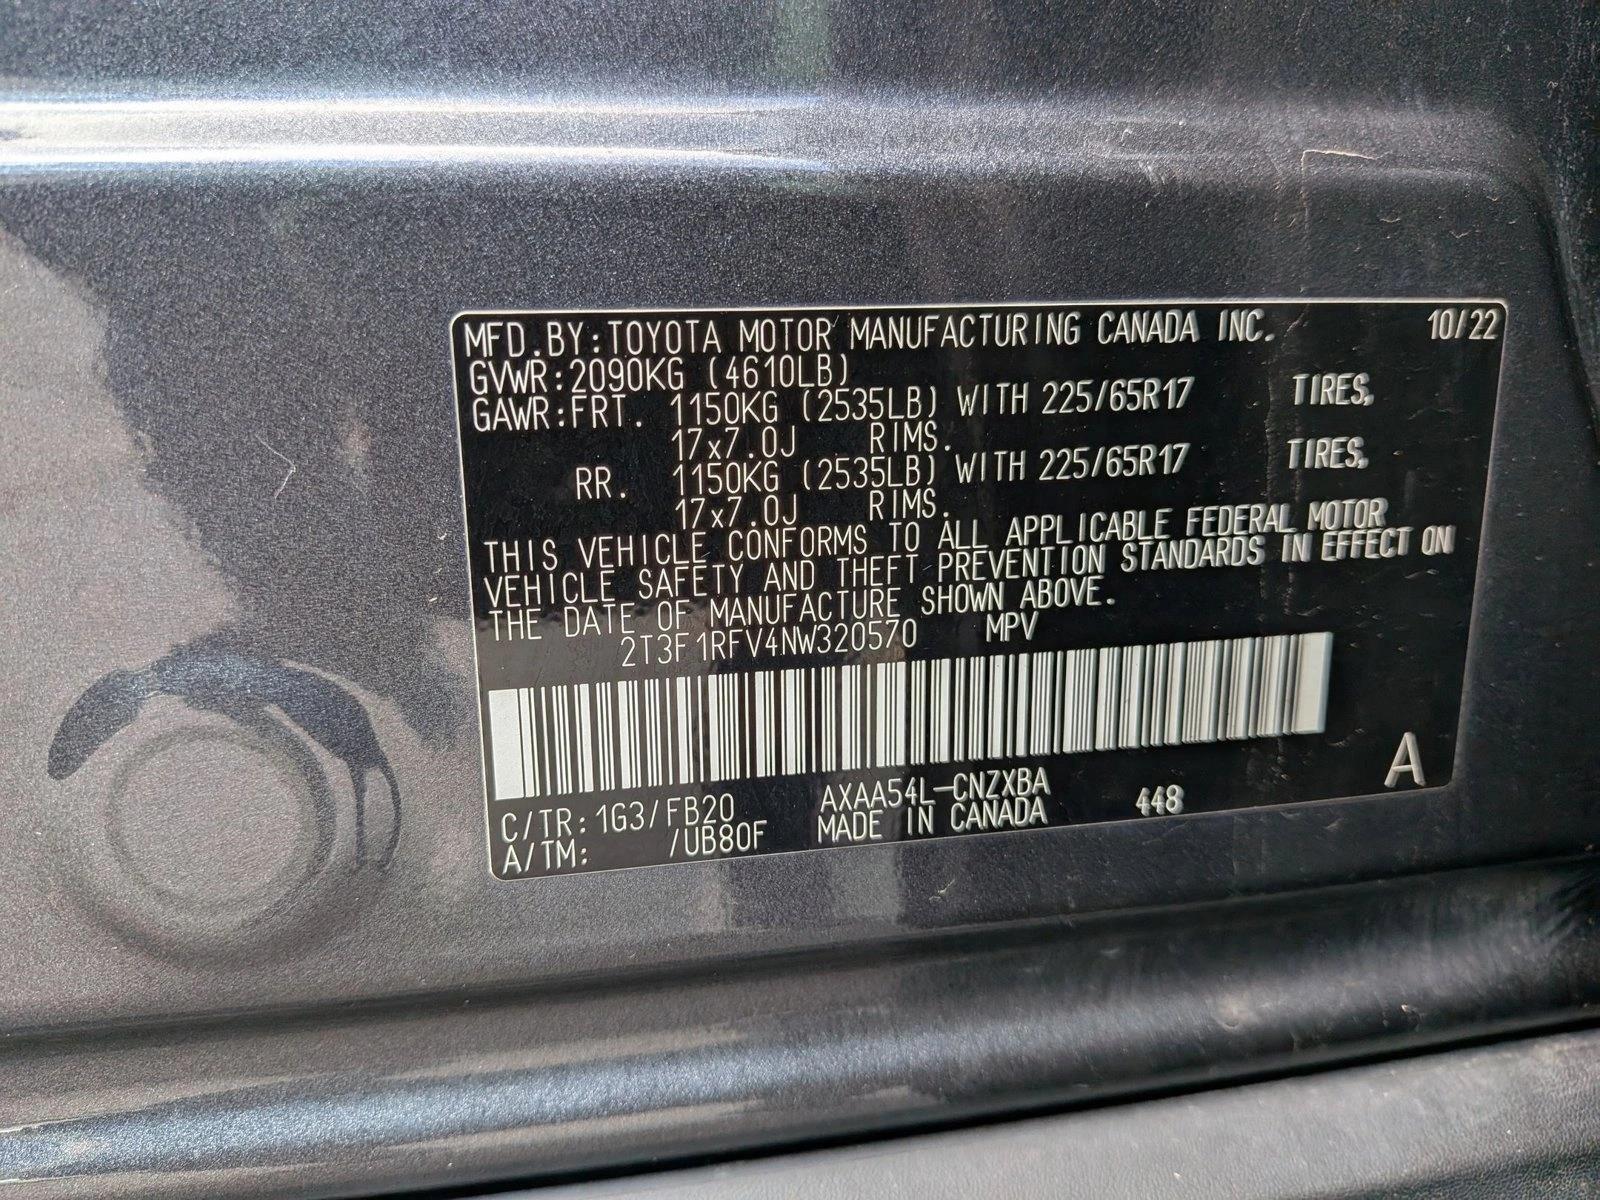 MFD.BY:TOYOTA MOTOR MANUFACTURING CANADA INC. 10/22
GVWR:2090KG (4610LB)
GAWR:FRT. 1150KG (2535LB) WITH 225/65R17 TIRES,
17x7.0J RIMS.
RR. 1150KG (2535LB) WITH 225/65R17 TIRES,
17x7.0J RIMS.
THIS VEHICLE CONFORMS TO ALL APPLICABLE FEDERAL MOTOR
VEHICLE SAFETY AND THEFT PREVENTION STANDARDS IN EFFECT ON
THE DATE OF MANUFACTURE SHOWN ABOVE.
2T3F1RFV4NW320570 MPV
C/TR:1G3/FB20 AXAA54L-CNZXBA 448 A
A/TM: /UB80F MADE IN CANADA